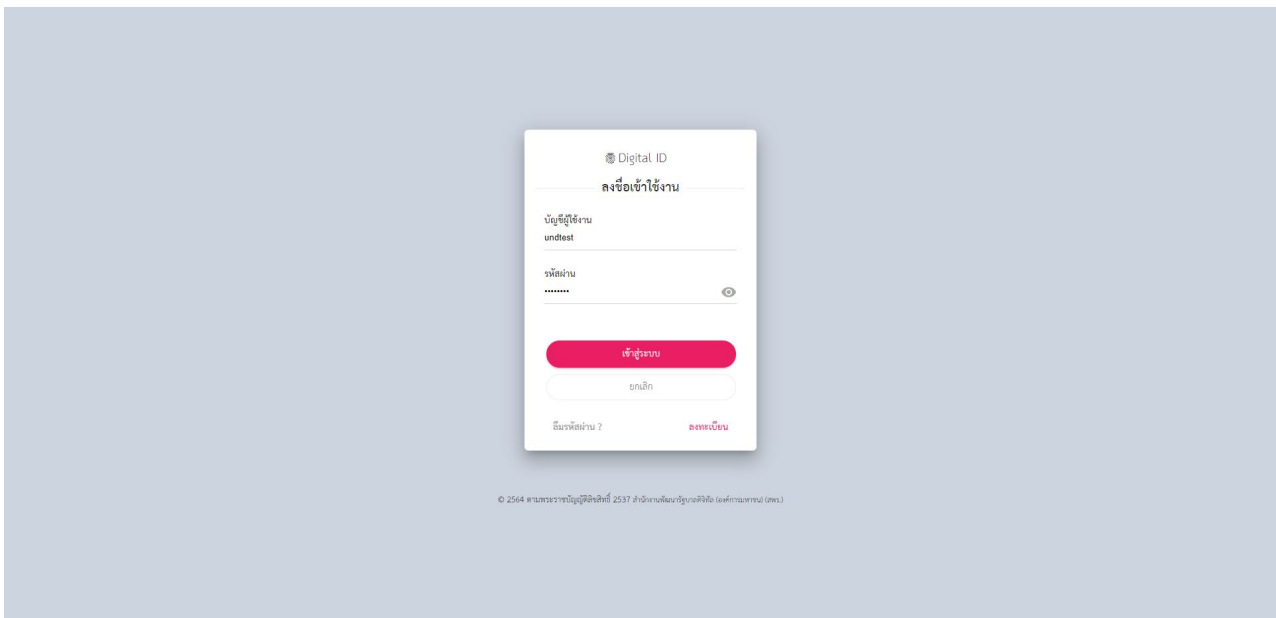 Digital ID
ลงชื่อเข้าใช้งาน
บัญชีผู้ใช้งาน
undtest
รหัสผ่าน
••••••••
เข้าสู่ระบบ
ยกเลิก
ลืมรหัสผ่าน ? ลงทะเบียน
© 2564 ตามพระราชบัญญัติลิขสิทธิ์ 2537 สำนักงานพัฒนารัฐบาลดิจิทัล (องค์การมหาชน) (สพร.)